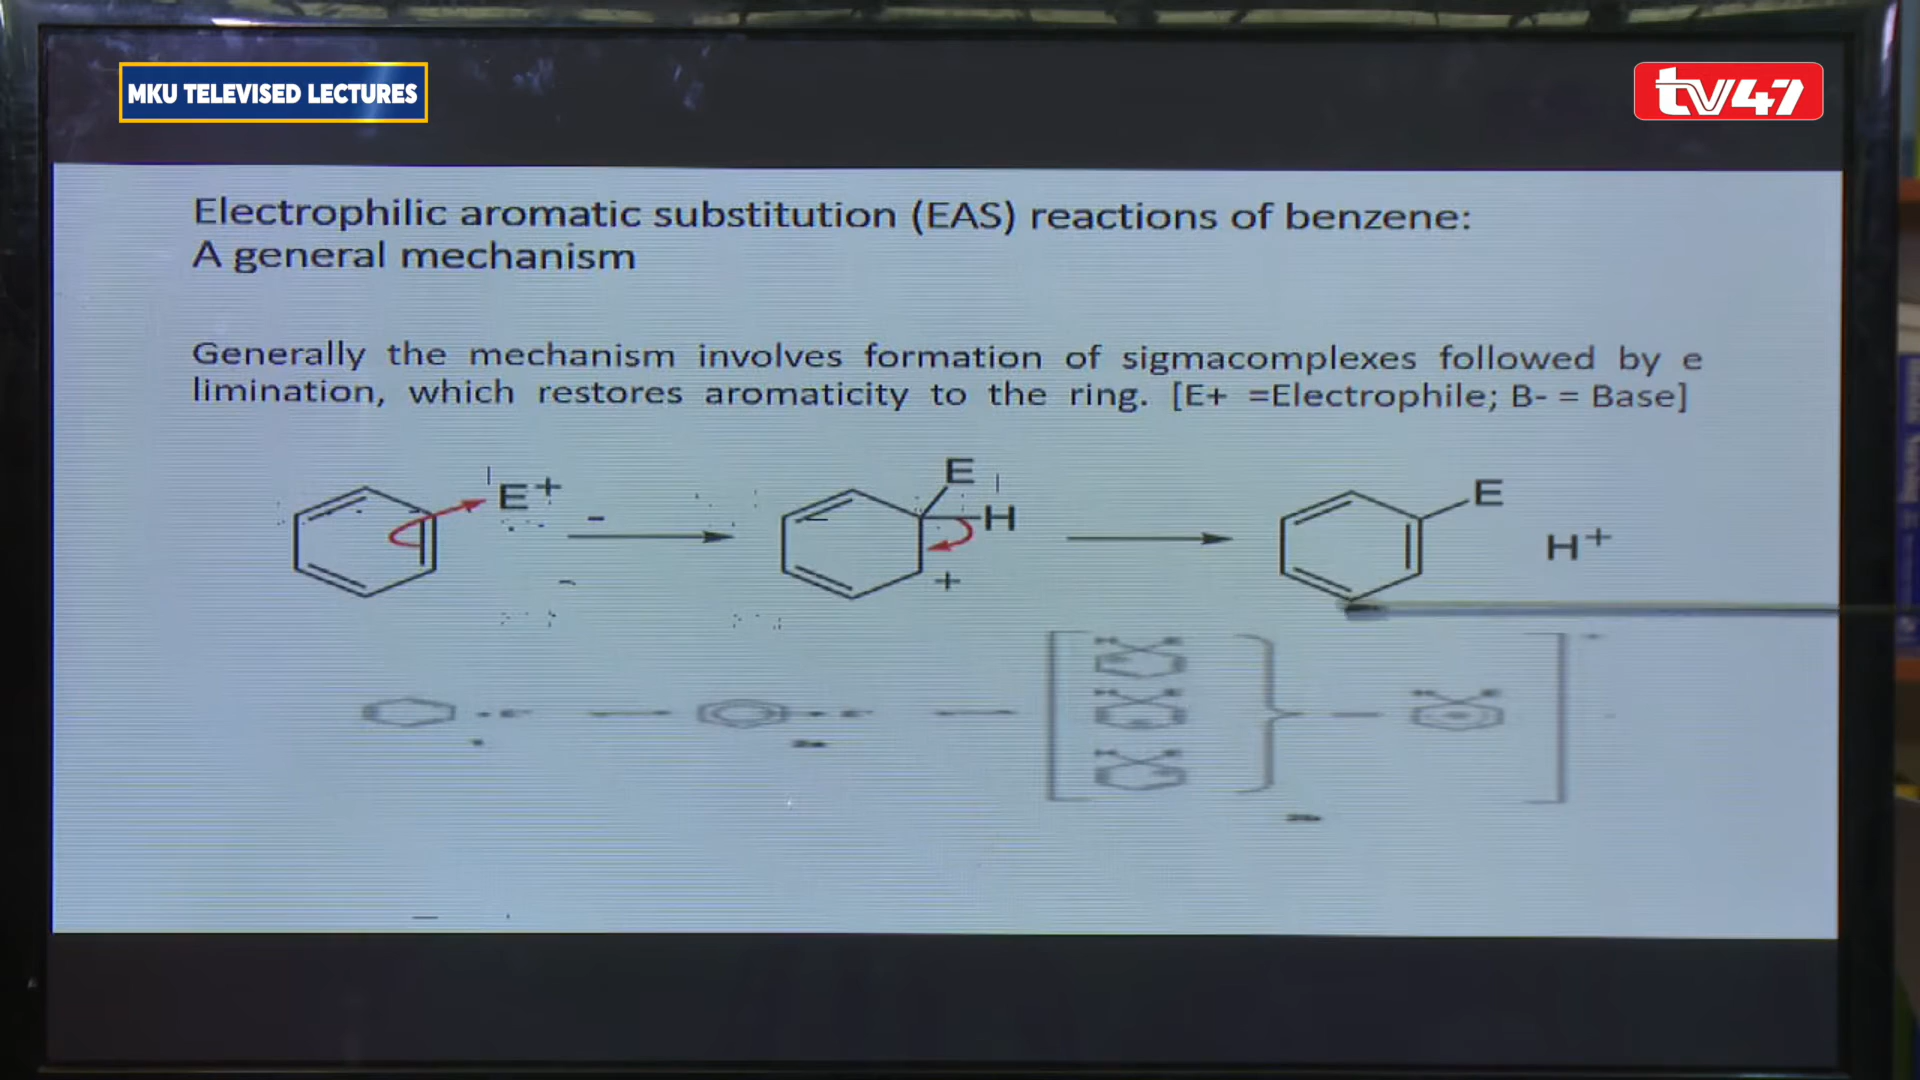 MKU TELEVISED LECTURES
tv47
Electrophilic aromatic substitution (EAS) reactions of benzene:
A general mechanism
Generally the mechanism involves formation of sigmacomplexes followed by e
limination, which restores aromaticity to the ring. [E+ =Electrophile; B- = Base]
E+
E
H
+
E
H+